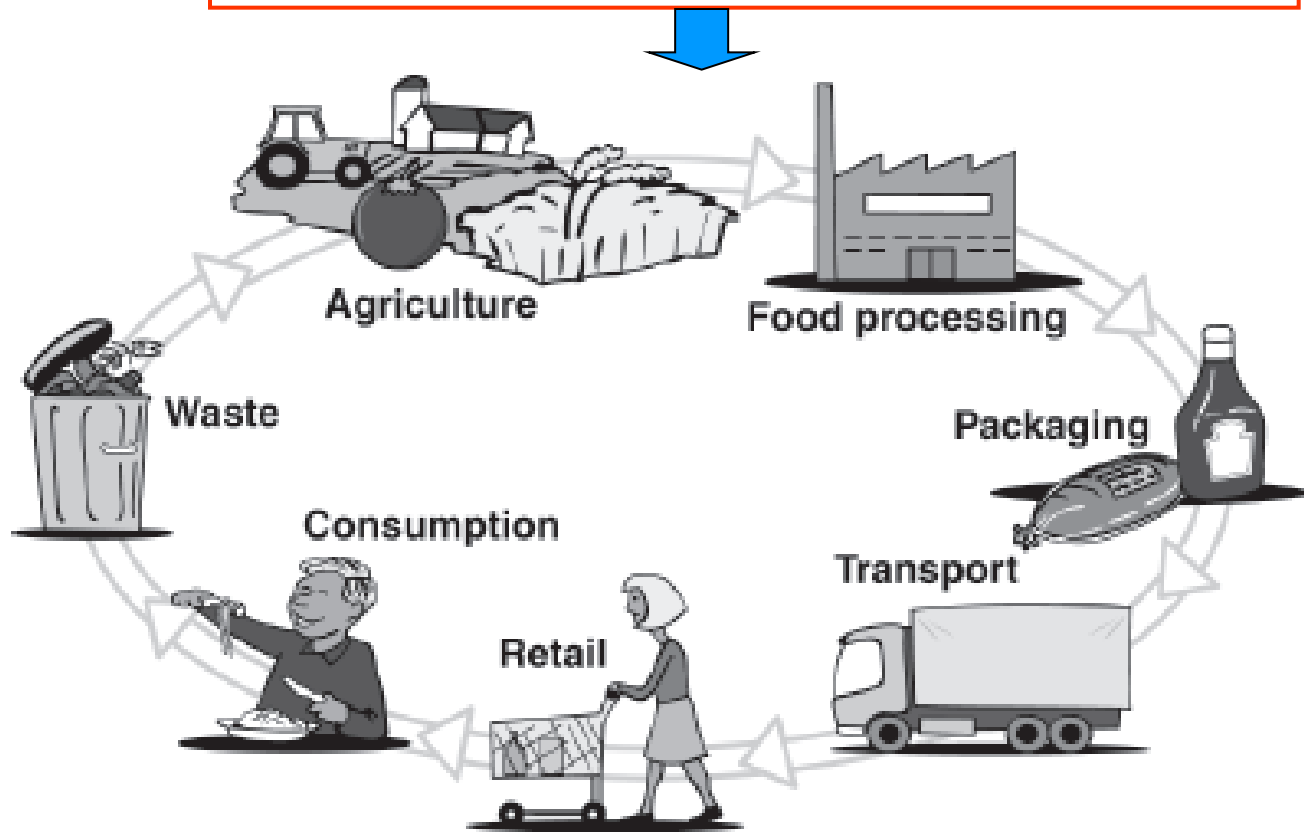 Agriculture
Food processing
Waste
Packaging
Consumption
Transport
Retail